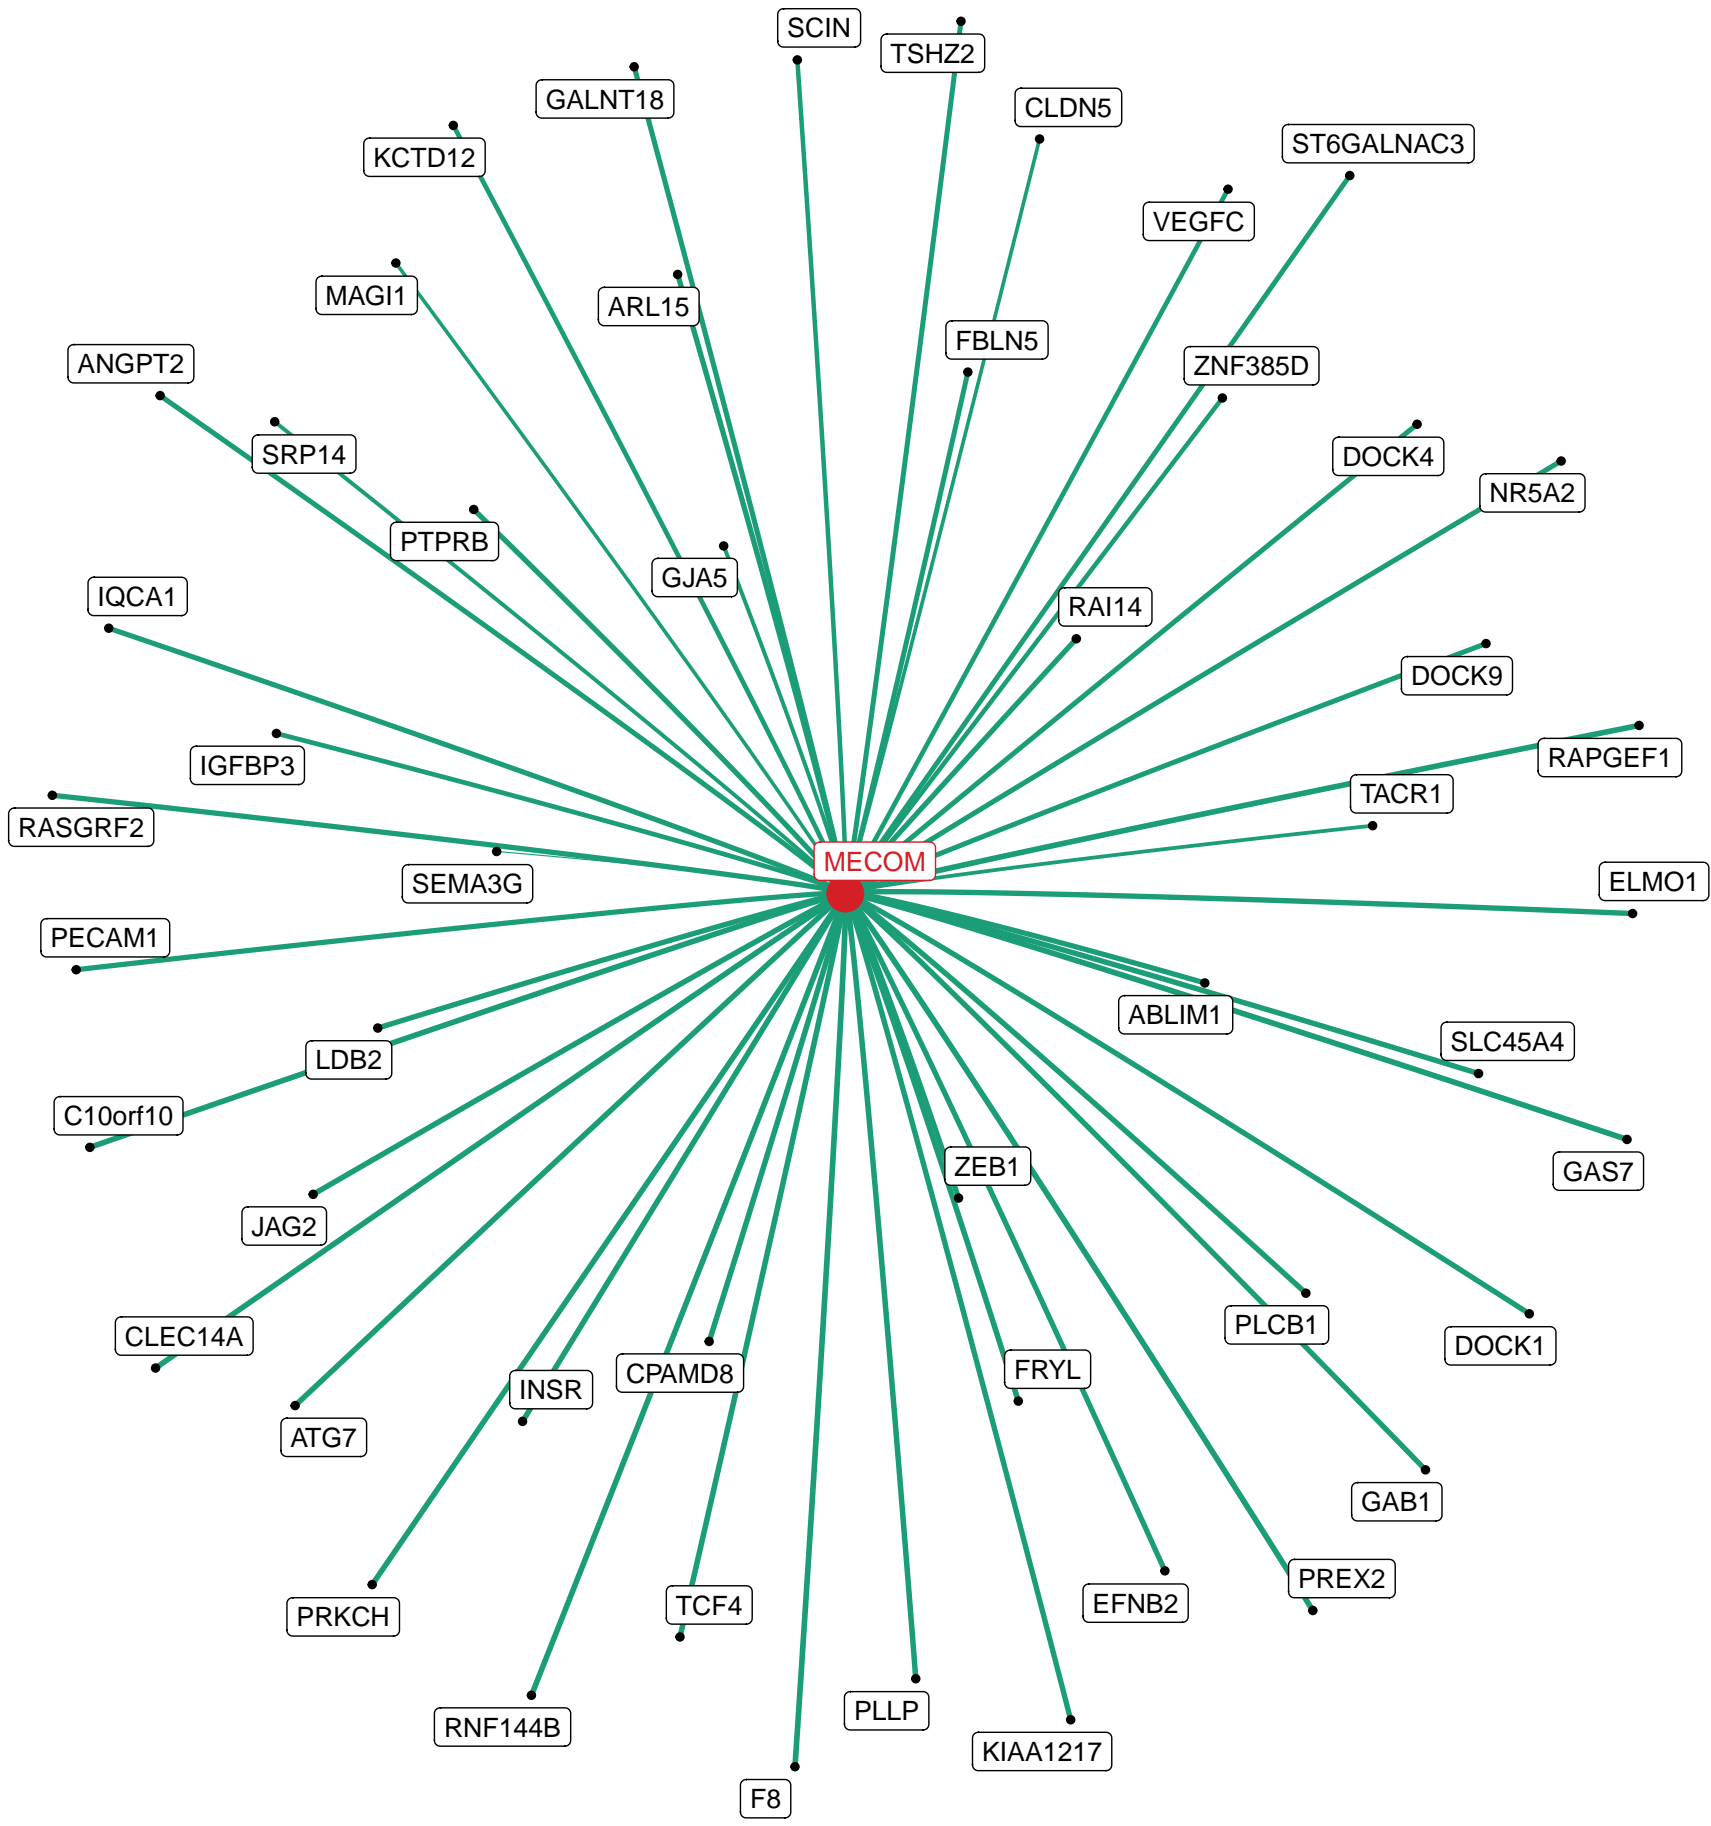 SCIN
TSHZ2
GALNT18
CLDN5
ST6GALNAC3
KCTD12
VEGFC
MAGI1
ARL15
FBLN5
ANGPT2
ZNF385D
SRP14
DOCK4
NR5A2
PTPRB
GJA5
IQCA1
RAI14
DOCK9
IGFBP3
RAPGEF1
TACR1
RASGRF2
MECOM
SEMA3G
ELMO1
PECAM1
ABLIM1
SLC45A4
LDB2
C10orf10
ZEB1
GAS7
JAG2
PLCB1
CLEC14A
DOCK1
FRYL
CPAMD8
INSR
ATG7
GAB1
PREX2
EFNB2
TCF4
PRKCH
PLLP
RNF144B
KIAA1217
F8